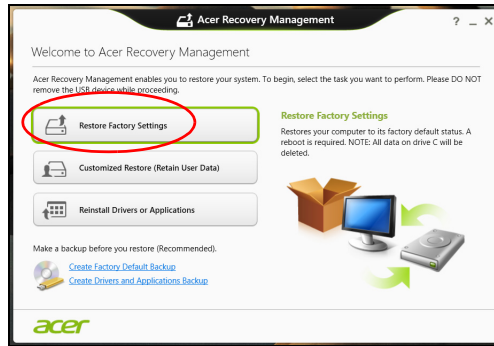 Acer Recovery Management
? _ X
Welcome to Acer Recovery Management
Acer Recovery Management enables you to restore your system. To begin, select the task you want to perform. Please DO NOT
remove the USB device while proceeding.
Restore Factory Settings
Customized Restore (Retain User Data)
Reinstall Drivers or Applications
Restore Factory Settings
Restores your computer to its factory default status. A
reboot is required. NOTE: All data on drive C will be
deleted.
Make a backup before you restore (Recommended).
Create Factory Default Backup
Create Drivers and Applications Backup
acer